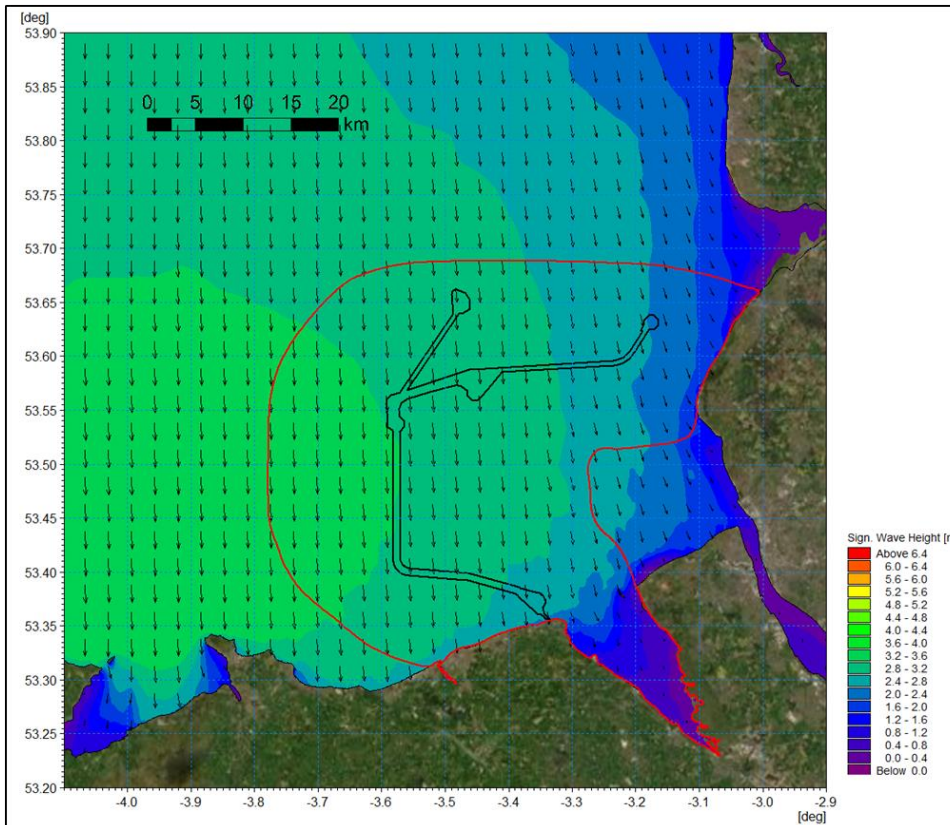 [deg]
53.90
53.85
53.80
53.75
53.70
53.65
53.60
53.55
53.50
53.45
53.40
53.35
53.30
53.25
53.20
0 5 10 15 20
km
-4.0 -3.9 -3.8 -3.7 -3.6 -3.5 -3.4 -3.3 -3.2 -3.1 -3.0 -2.9
[deg]
Sign. Wave Height [m
Above 6.4
6.0 - 6.4
5.6 - 6.0
5.2 - 5.6
4.8 - 5.2
4.4 - 4.8
4.0 - 4.4
3.6 - 4.0
3.2 - 3.6
2.8 - 3.2
2.4 - 2.8
2.0 - 2.4
1.6 - 2.0
1.2 - 1.6
0.8 - 1.2
0.4 - 0.8
0.0 - 0.4
Below 0.0